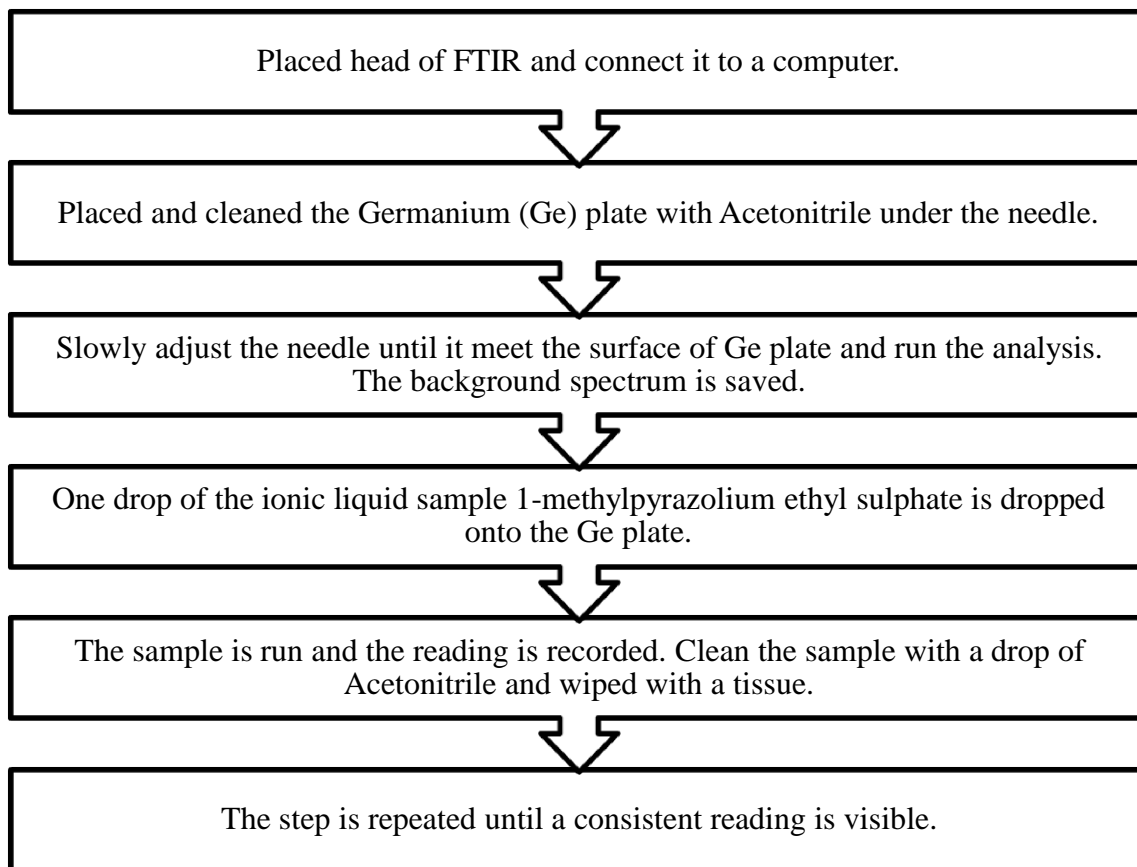 Placed head of FTIR and connect it to a computer.
Placed and cleaned the Germanium (Ge) plate with Acetonitrile under the needle.
Slowly adjust the needle until it meet the surface of Ge plate and run the analysis.
The background spectrum is saved.
One drop of the ionic liquid sample 1-methylpyrazolium ethyl sulphate is dropped
onto the Ge plate.
The sample is run and the reading is recorded. Clean the sample with a drop of
Acetonitrile and wiped with a tissue.
The step is repeated until a consistent reading is visible.